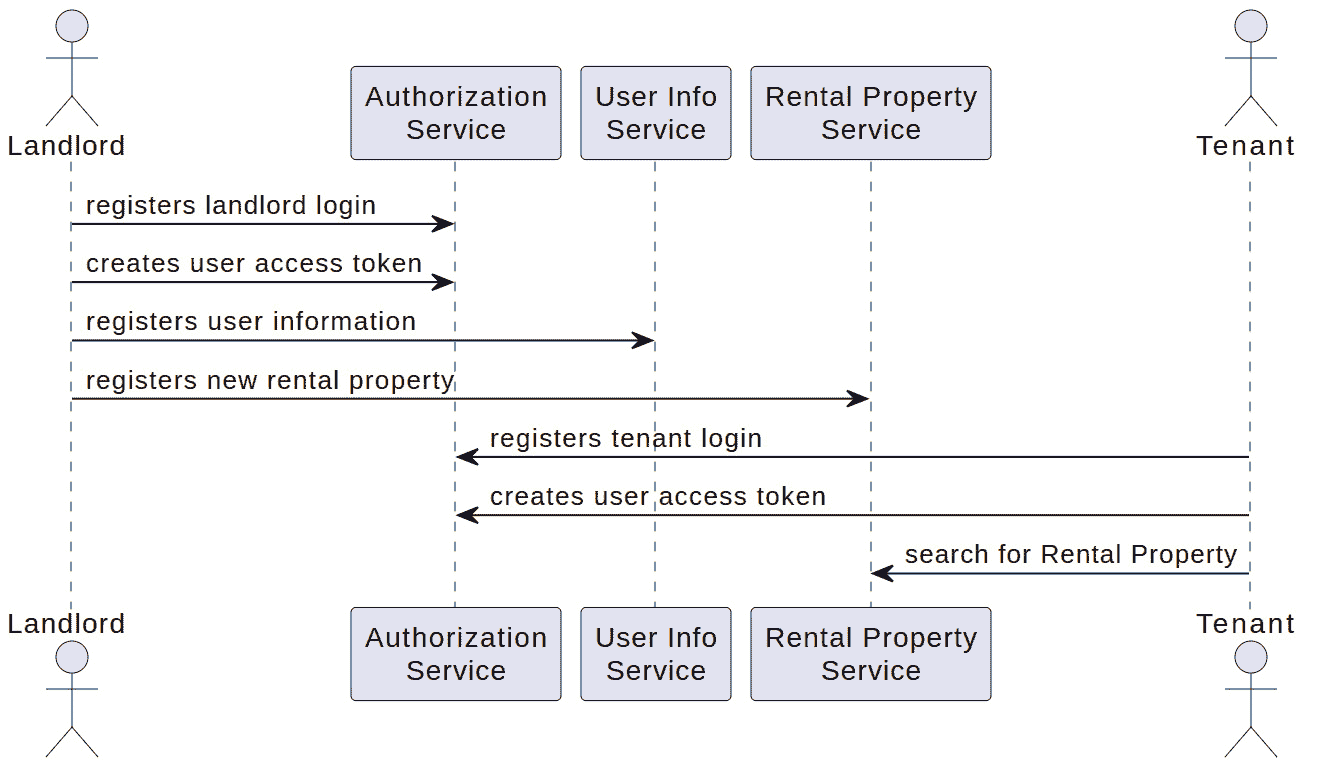 Landlord
Authorization
Service
User Info
Service
Rental Property
Service
Tenant
registers landlord login
creates user access token
registers user information
registers new rental property
registers tenant login
creates user access token
search for Rental Property
Landlord
Authorization
Service
User Info
Service
Rental Property
Service
Tenant